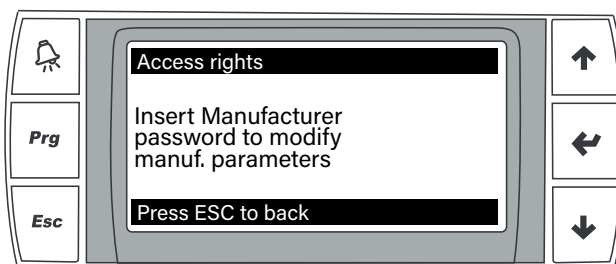 Access rights
Insert Manufacturer
password to modify
manuf. parameters
Press ESC to back
Prg
Esc